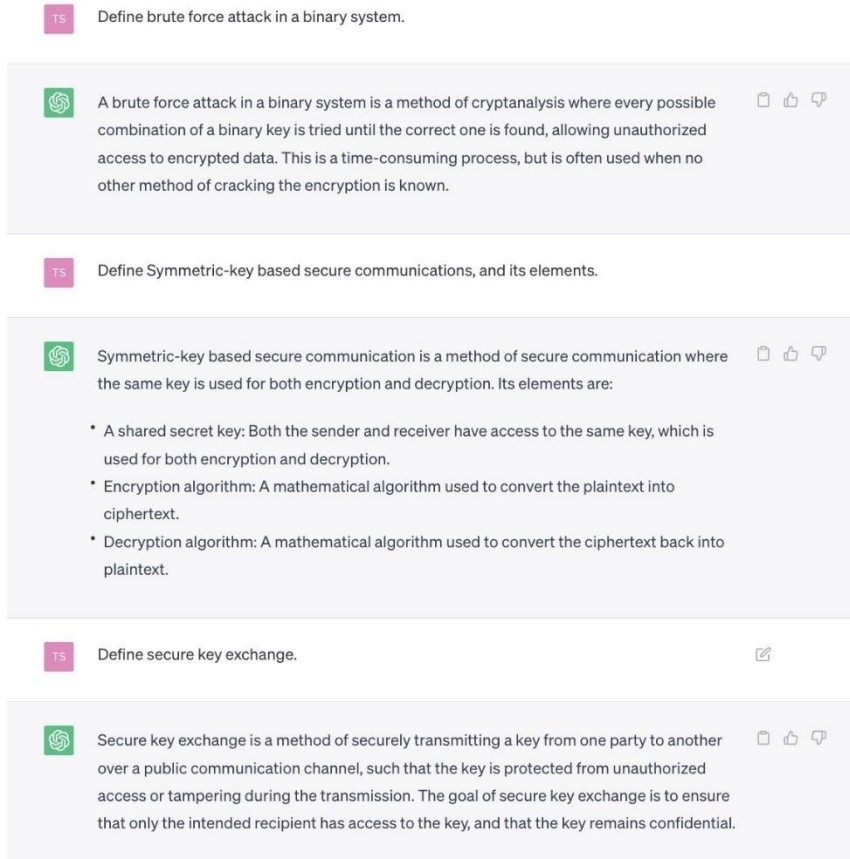 TS Define brute force attack in a binary system.
A brute force attack in a binary system is a method of cryptanalysis where every possible
combination of a binary key is tried until the correct one is found, allowing unauthorized
access to encrypted data. This is a time-consuming process, but is often used when no
other method of cracking the encryption is known.
TS Define Symmetric-key based secure communications, and its elements.
Symmetric-key based secure communication is a method of secure communication where
the same key is used for both encryption and decryption. Its elements are:
• A shared secret key: Both the sender and receiver have access to the same key, which is
used for both encryption and decryption.
• Encryption algorithm: A mathematical algorithm used to convert the plaintext into
ciphertext.
• Decryption algorithm: A mathematical algorithm used to convert the ciphertext back into
plaintext.
TS Define secure key exchange.
Secure key exchange is a method of securely transmitting a key from one party to another
over a public communication channel, such that the key is protected from unauthorized
access or tampering during the transmission. The goal of secure key exchange is to ensure
that only the intended recipient has access to the key, and that the key remains confidential.